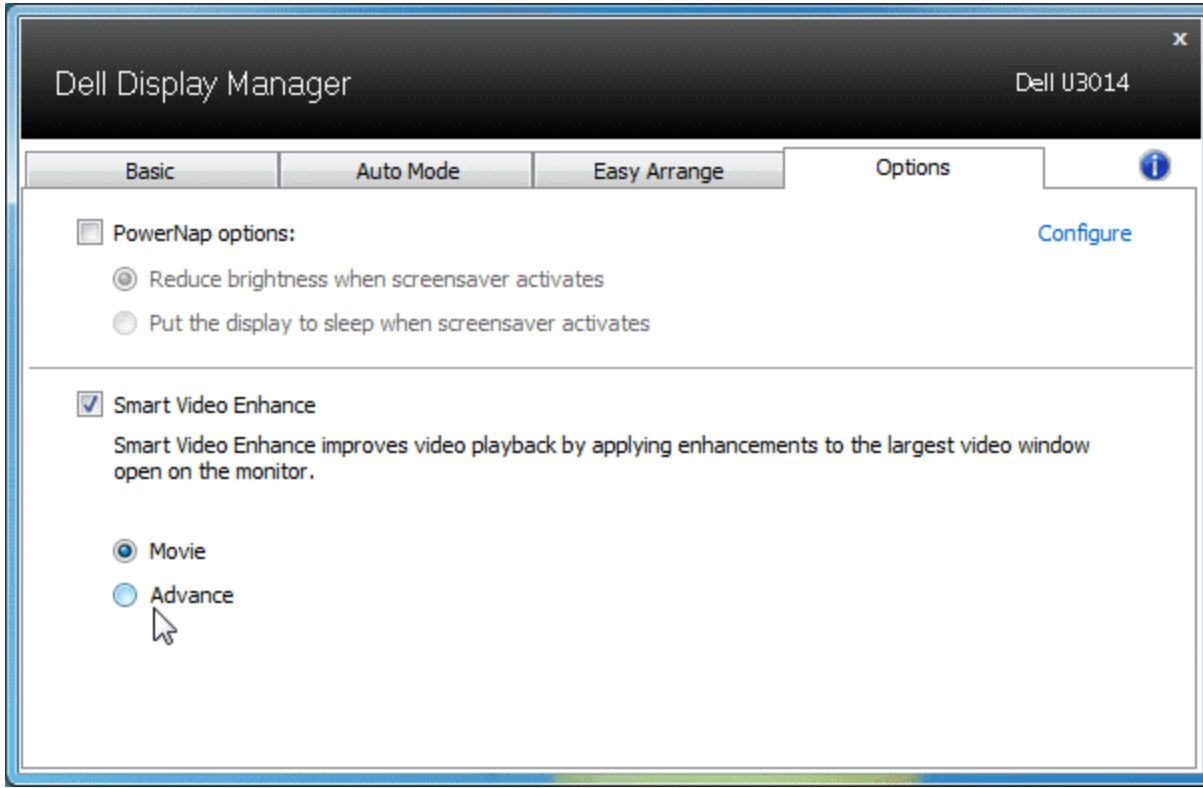 x
Dell Display Manager
Dell U3014
Basic
Auto Mode
Easy Arrange
Options
i
PowerNap options:
Configure
Reduce brightness when screensaver activates
Put the display to sleep when screensaver activates
Smart Video Enhance
Smart Video Enhance improves video playback by applying enhancements to the largest video window
open on the monitor.
Movie
Advance